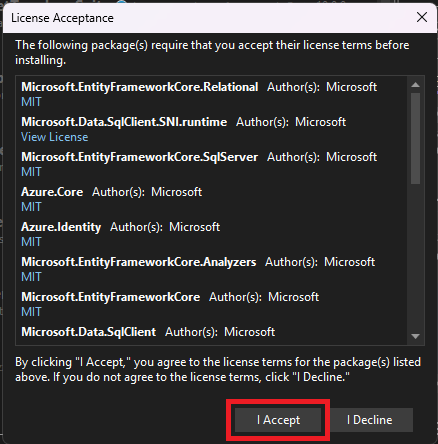 License Acceptance
The following package(s) require that you accept their license terms before
installing.
Microsoft.EntityFrameworkCore.Relational Author(s): Microsoft
MIT
Microsoft.Data.SqlClient.SNI.runtime Author(s): Microsoft
View License
Microsoft.EntityFrameworkCore.SqlServer Author(s): Microsoft
MIT
Azure.Core Author(s): Microsoft
MIT
Azure.Identity Author(s): Microsoft
MIT
Microsoft.EntityFrameworkCore.Analyzers Author(s): Microsoft
MIT
Microsoft.EntityFrameworkCore Author(s): Microsoft
MIT
Microsoft.Data.SqlClient Author(s): Microsoft
By clicking "I Accept," you agree to the license terms for the package(s) listed
above. If you do not agree to the license terms, click "I Decline."
I Accept I Decline